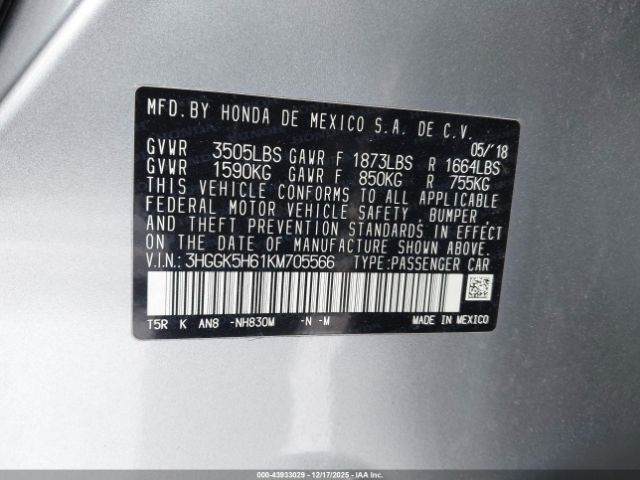 MFD. BY HONDA DE MEXICO S.A. DE C.V.
05/'18
GVWR 3505LBS GAWR F 1873LBS R 1664LBS
GVWR 1590KG GAWR F 850KG R 755KG
THIS VEHICLE CONFORMS TO ALL APPLICABLE
FEDERAL MOTOR VEHICLE SAFETY, BUMPER,
AND THEFT PREVENTION STANDARDS IN EFFECT
ON THE DATE OF MANUFACTURE SHOWN ABOVE.
V.I.N.: 3HGGK5H61KM705566 TYPE:PASSENGER CAR
T5R K AN8 -NH830M -N -M MADE IN MEXICO
000-43933029 - 12/17/2025 - IAAI.COM